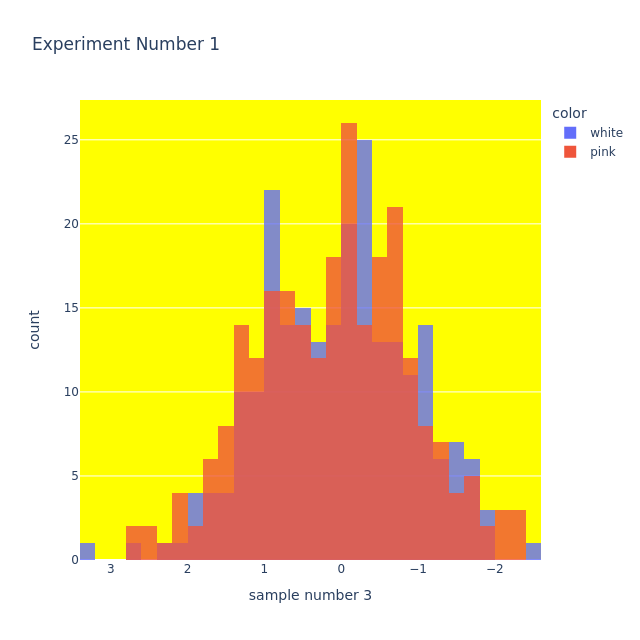 Experiment Number 1
color
white
pink
25
20
15
10
5
0
count
3
2
1
0
−1
−2
sample number 3